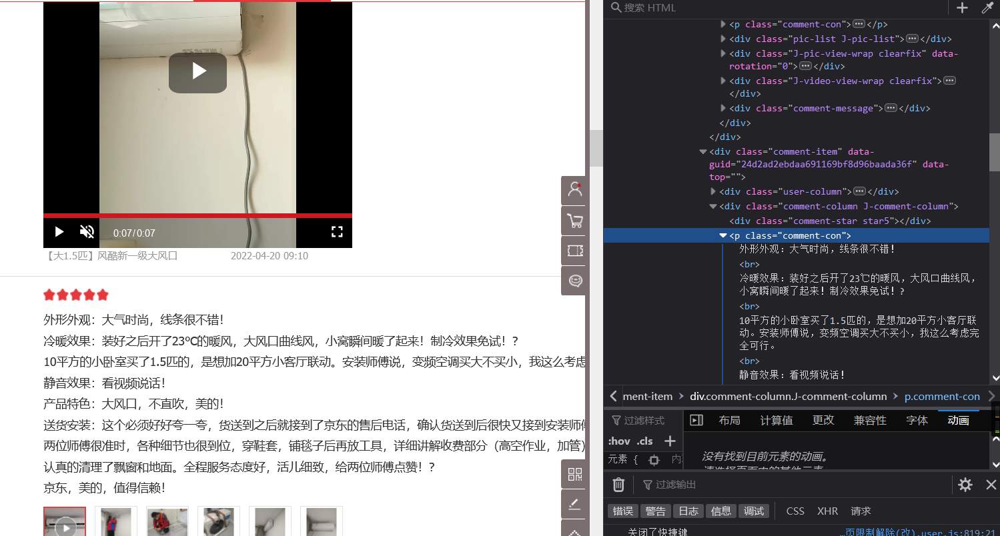 0:07/0:07
【大1.5匹】风酷新一级大风口 2022-04-20 09:10
外形外观：大气时尚，线条很不错！
冷暖效果：装好之后开了23℃的暖风，大风口曲线风，小窝瞬间暖了起来！制冷效果免试！?
10平方的小卧室买了1.5匹的，是想加20平方小客厅联动。安装师傅说，变频空调买大不买小，我这么考虑
静音效果：看视频说话！
产品特色：大风口，不直吹，美的！
送货安装：这个必须好好夸一夸，货送到之后就接到了京东的售后电话，确认货送到后很快又接到安装师傅
两位师傅很准时，各种细节也很到位，穿鞋套，铺毯子后再放工具，详细讲解收费部分（高空作业，加管）
认真的清理了飘窗和地面。全程服务态度好，活儿细致，给两位师傅点赞！?
京东，美的，值得信赖！
搜索 HTML
<p class="comment-con"></p>
<div class="pic-list J-pic-list"></div>
<div class="J-pic-view-wrap clearfix" data-
rotation="0"></div>
<div class="J-video-view-wrap clearfix">
</div>
<div class="comment-message"></div>
</div>
</div>
<div class="comment-item" data-
guid="24d2ad2ebdaa691169bf8d96baada36f" data-
top="">
<div class="user-column"></div>
<div class="comment-column J-comment-column">
<div class="comment-star star5"></div>
<p class="comment-con">
外形外观：大气时尚，线条很不错！
<br>
冷暖效果：装好之后开了23℃的暖风，大风口曲线风，
小窝瞬间暖了起来！制冷效果免试！?
<br>
10平方的小卧室买了1.5匹的，是想加20平方小客厅联
动。安装师傅说，变频空调买大不买小，我这么考虑完
全可行。
<br>
静音效果：看视频说话！
ment-item > div.comment-column.J-comment-column > p.comment-con
过滤样式 布局 计算值 更改 兼容性 字体 动画
:hov .cls +
元素 { 内
没有找到目前元素的动画。
请选择页面中的其他元素
过滤输出
错误 警告 日志 信息 调试 CSS XHR 请求
关闭了快捷键 …页限制解除(改).user.js:819:21